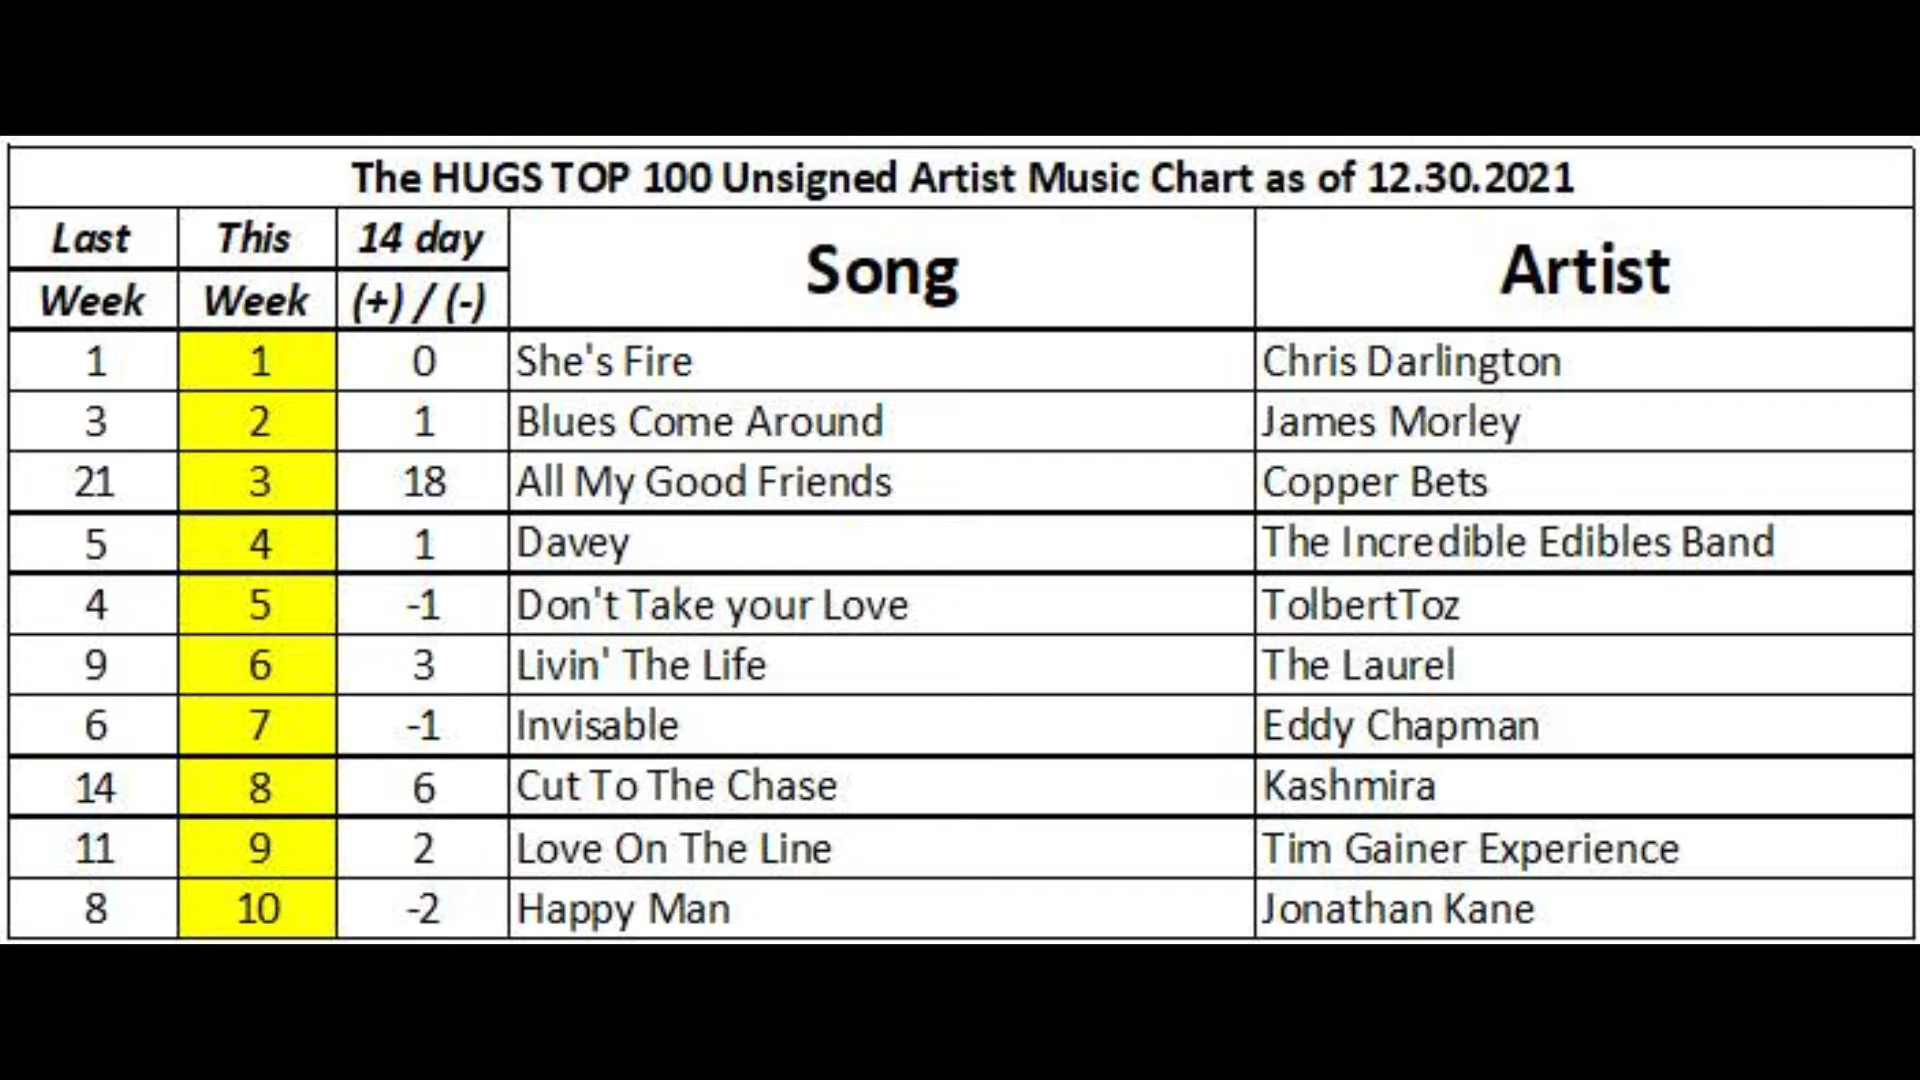 The HUGS TOP 100 Unsigned Artist Music Chart as of 12.30.2021
Last This 14 day Song Artist
Week Week (+) / (-)
1 1 0 She's Fire Chris Darlington
3 2 1 Blues Come Around James Morley
21 3 18 All My Good Friends Copper Bets
5 4 1 Davey The Incredible Edibles Band
4 5 -1 Don't Take your Love TolbertToz
9 6 3 Livin' The Life The Laurel
6 7 -1 Invisable Eddy Chapman
14 8 6 Cut To The Chase Kashmira
11 9 2 Love On The Line Tim Gainer Experience
8 10 -2 Happy Man Jonathan Kane